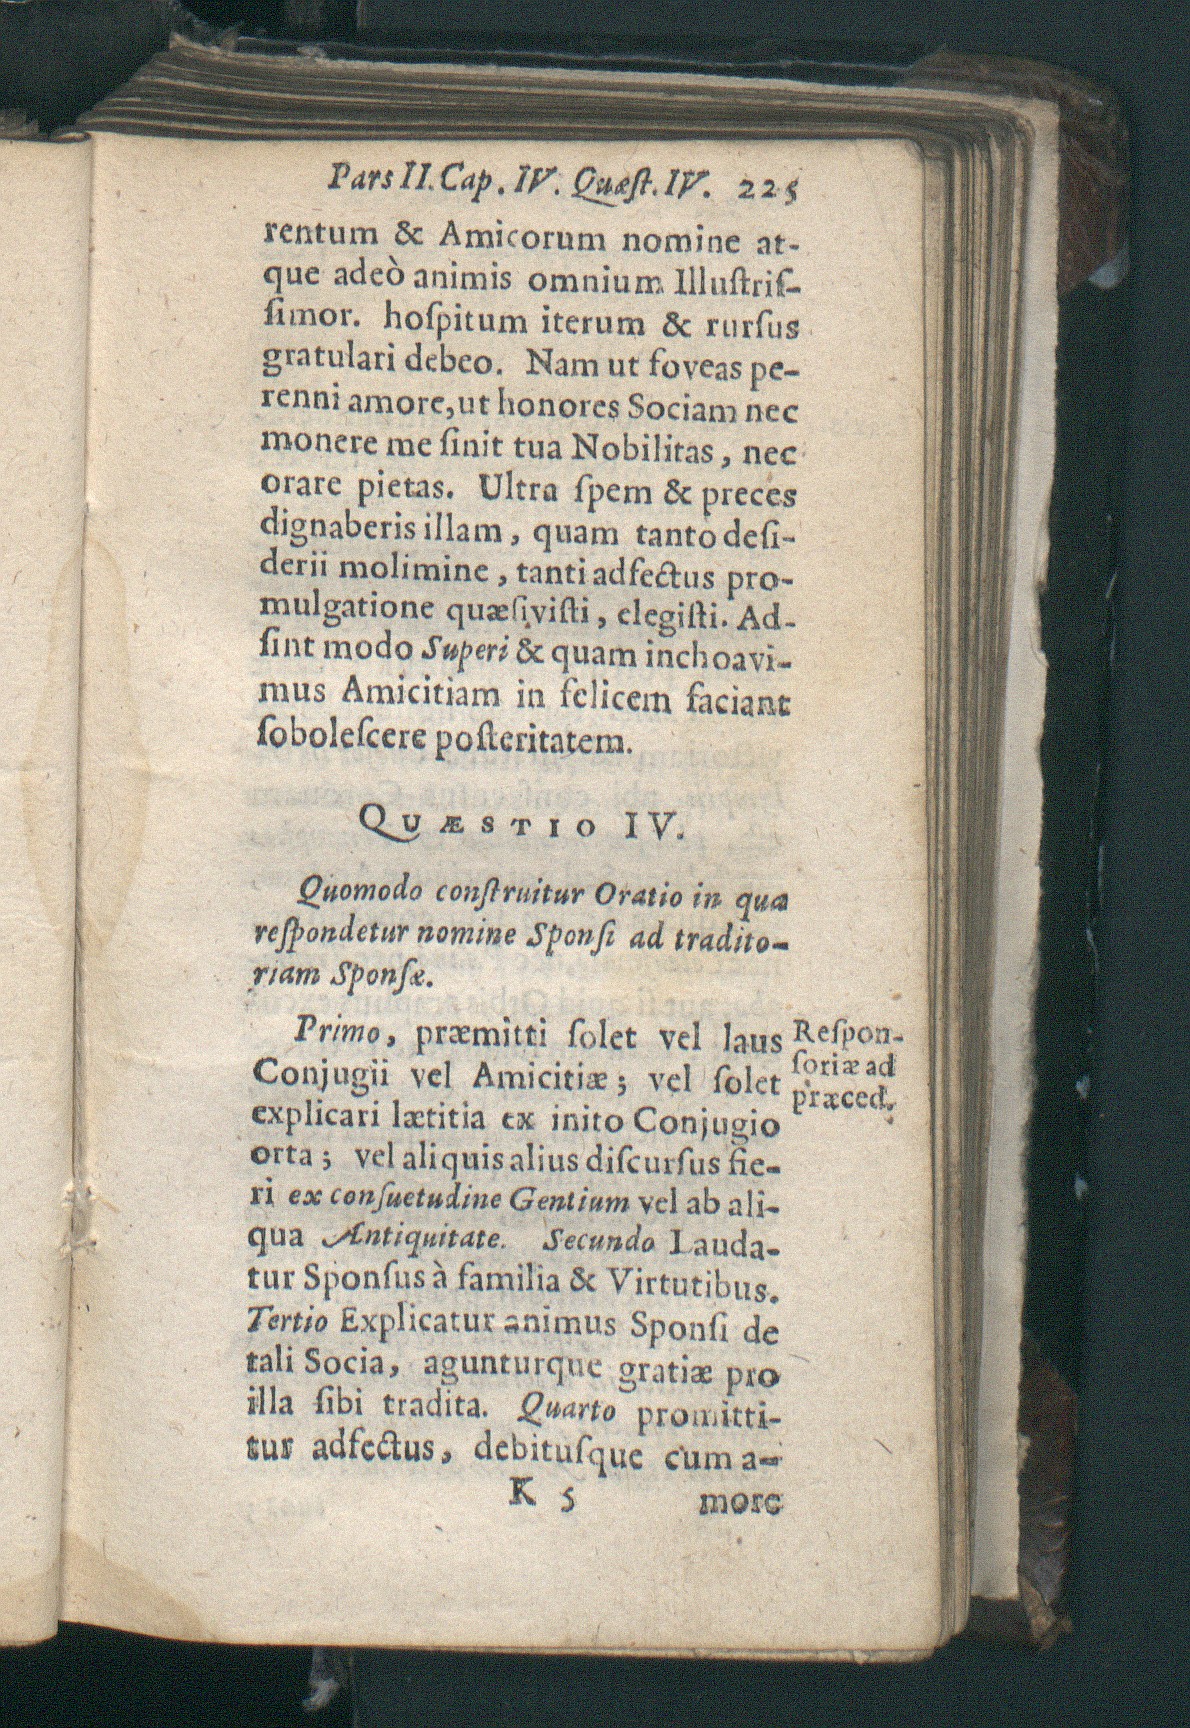 Pars II. Cap. IV. Quæſt. IV. 225
rentum & Amicorum nomine at-
que adeò animis omnium Illuſtriſ-
ſimor. hoſpitum iterum & rurſus
gratulari debeo. Nam ut foveas pe-
renni amore, ut honores Sociam nec
monere me ſinit tua Nobilitas, nec
orare pietas. Ultra ſpem & preces
dignaberis illam, quam tanto deſi-
derii molimine, tanti adfectus pro-
mulgatione quæſiviſti, elegiſti. Ad-
ſint modo Superi & quam inchoavi-
mus Amicitiam in felicem faciant
ſoboleſcere poſteritatem.
QUÆSTIO IV.
Quomodo conſtruitur Oratio in qua
reſpondetur nomine Sponſi ad tradito-
riam Sponſæ.
Primo, præmitti ſolet vel laus
Conjugii vel Amicitiæ; vel ſolet
explicari lætitia ex inito Conjugio
orta; vel aliquis alius diſcurſus fie-
ri ex conſuetudine Gentium vel ab ali-
qua Antiquitate. Secundo Lauda-
tur Sponſus à familia & Virtutibus.
Tertio Explicatur animus Sponſi de
tali Socia, agunturque gratiæ pro
illa ſibi tradita. Quarto promitti-
tur adfectus, debituſque cum a-
K 5 more
Reſpon-
ſoriæ ad
præced.